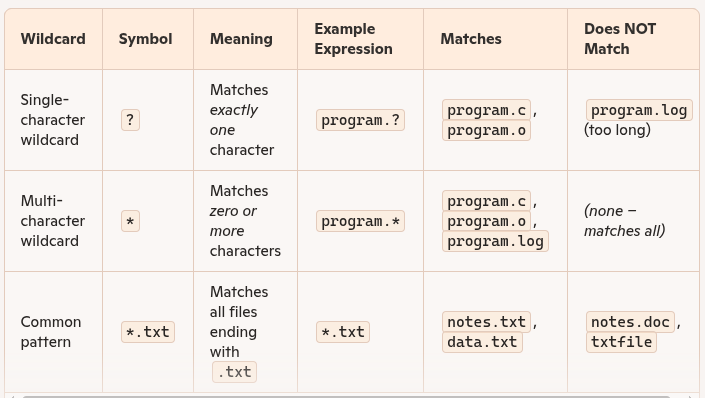 Wildcard Symbol Meaning Example Expression Matches Does NOT Match
Single-
character
wildcard
?
Matches
exactly
one
character
program.?
program.c,
program.o
program.log
(too long)
Multi-
character
wildcard
*
Matches
zero or
more
characters
program.*
program.c,
program.o,
program.log
(none –
matches all)
Common
pattern
*.txt
Matches
all files
ending
with
.txt
*.txt
notes.txt,
data.txt
notes.doc,
txtfile